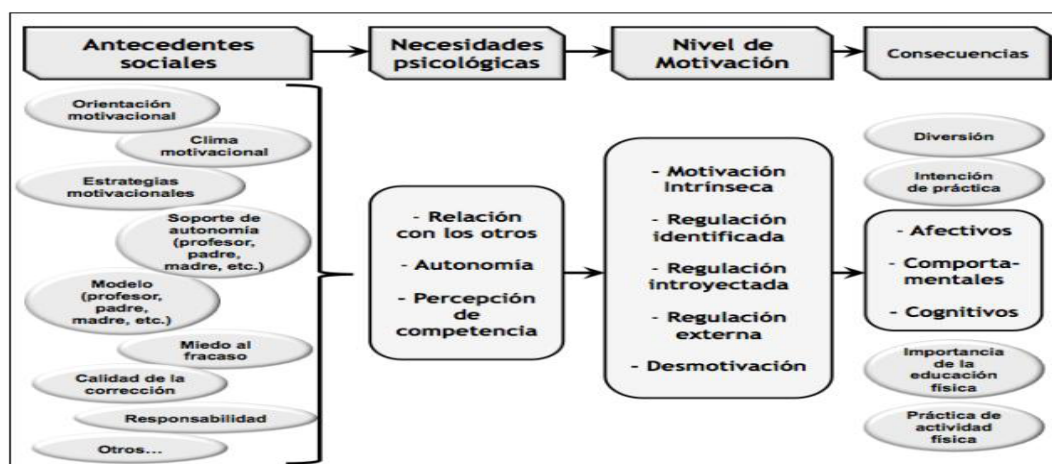 Antecedentes
sociales
Necesidades
psicológicas
Nivel de
Motivación
Consecuencias
Orientación
motivacional
Clima
motivacional
Estrategias
motivacionales
Soporte de
autonomía
(profesor,
padre,
madre, etc.)
Modelo
(profesor,
padre,
madre, etc.)
Miedo al
fracaso
Calidad de la
corrección
Responsabilidad
Otros...
- Relación
con los otros
- Autonomía
- Percepción
de
competencia
- Motivación
Intrínseca
- Regulación
identificada
- Regulación
introyectada
- Regulación
externa
- Desmotivación
Diversión
Intención
de práctica
- Afectivos
- Comporta-
mentales
- Cognitivos
Importancia
de la
educación
física
Práctica de
actividad
física